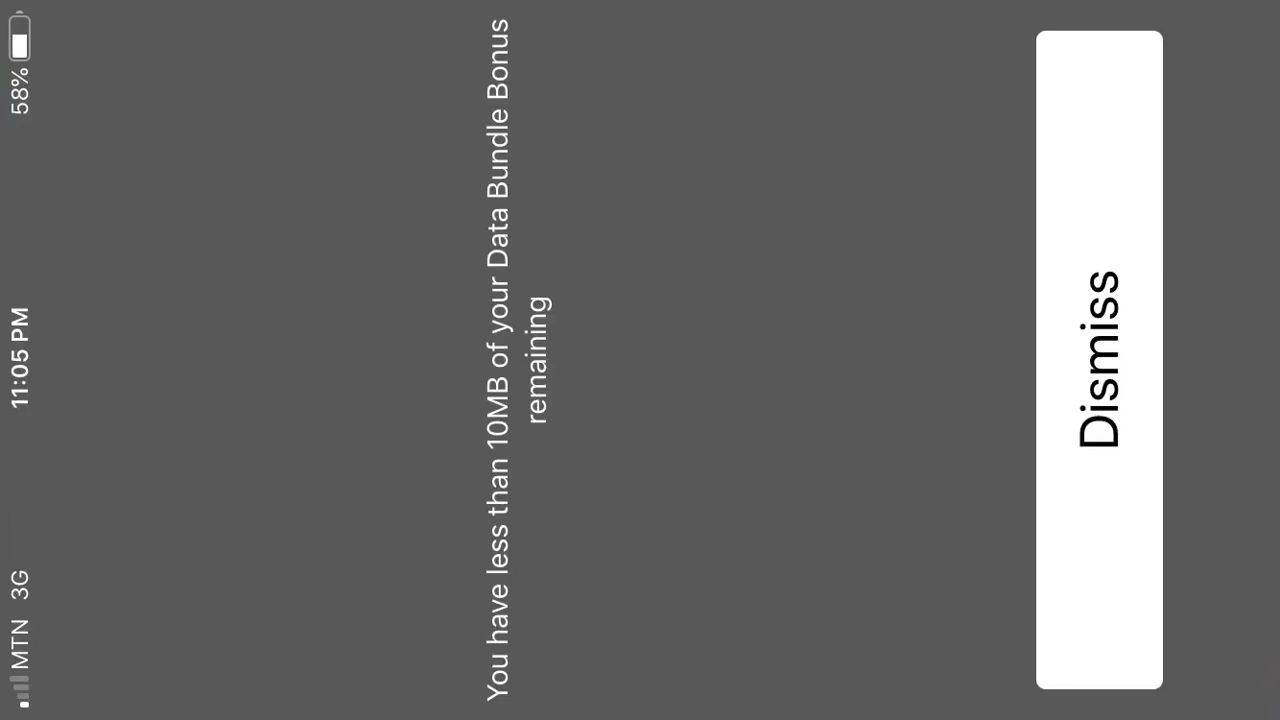 MTN 3G 11:05 PM 58%
You have less than 10MB of your Data Bundle Bonus
remaining
Dismiss